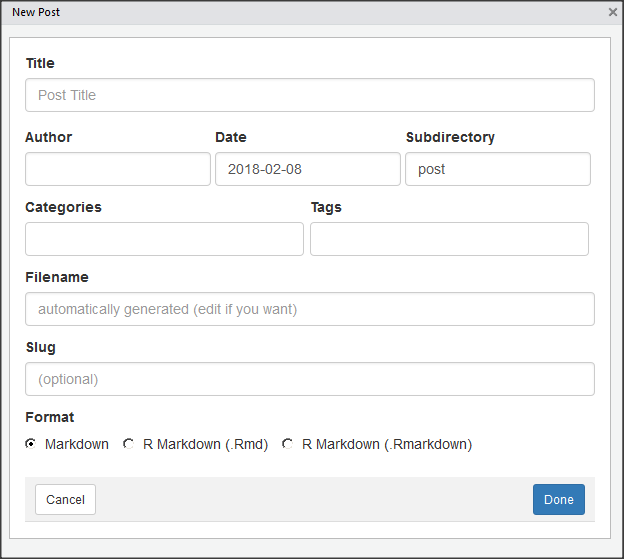 New Post
Title
Post Title
Author Date Subdirectory
2018-02-08 post
Categories Tags
Filename
automatically generated (edit if you want)
Slug
(optional)
Format
Markdown R Markdown (.Rmd) R Markdown (.Rmarkdown)
Cancel Done